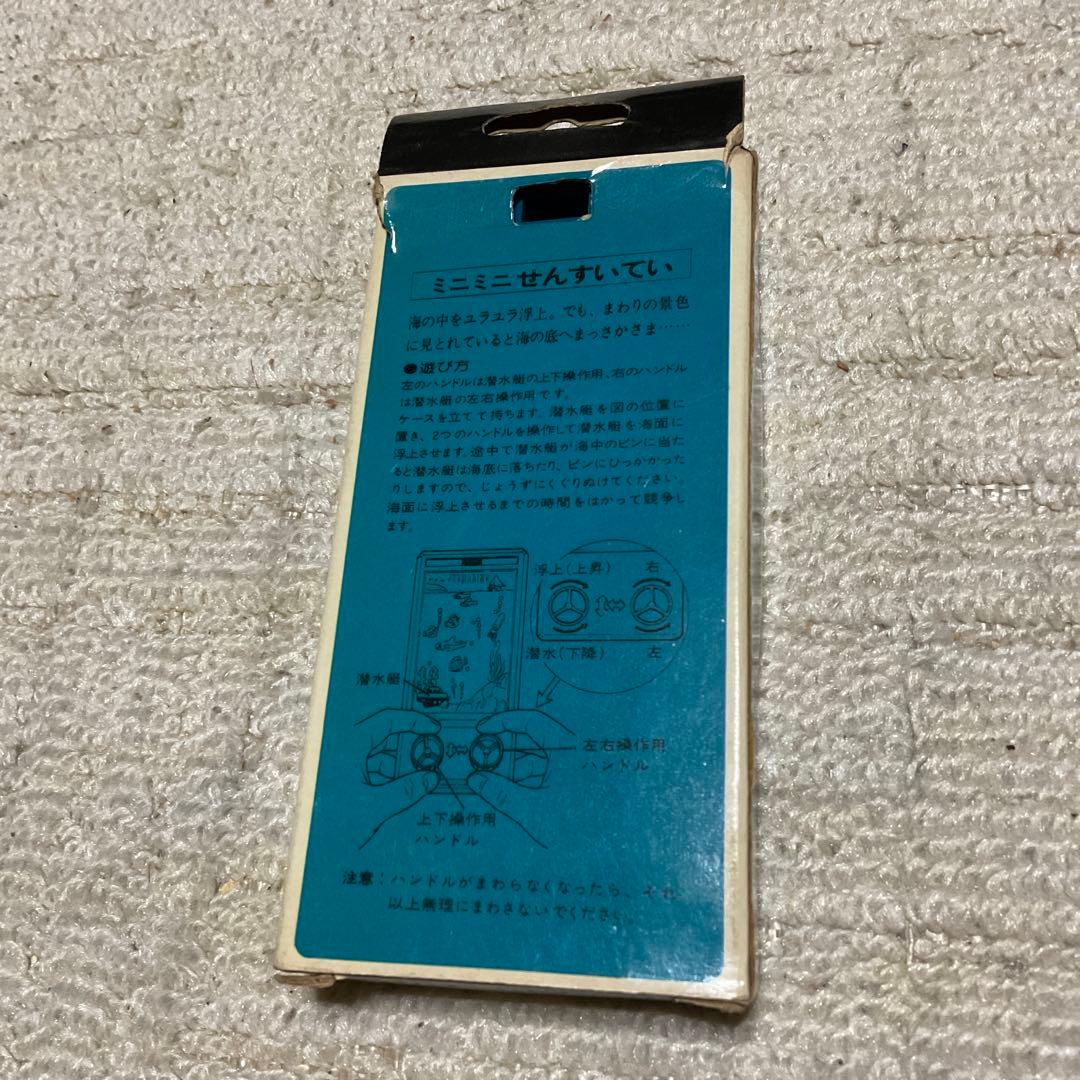 ミニミニせんすいてい
海の中をユラユラ浮上。でも、まわりの景色
に見とれていると海の底へまっさかさま……
●遊び方
左のハンドルは潜水艇の上下操作用、右のハンドル
は潜水艇の左右操作用です。
ケースを立てて持ちます。潜水艇を図の位置に
置き、2つのハンドルを操作して潜水艇を海面に
浮上させます。途中で潜水艇が海中のピンに当た
ると潜水艇は海底に落ちたり、ピンにひっかかった
りしますので、じょうずにくぐりぬけてください。
海面に浮上させるまでの時間をはかって競争し
ます。
浮上(上昇) 右
潜水(下降) 左
潜水艇
左右操作用
ハンドル
上下操作用
ハンドル
注意:ハンドルがまわらなくなったら、それ
以上無理にまわさないでください。